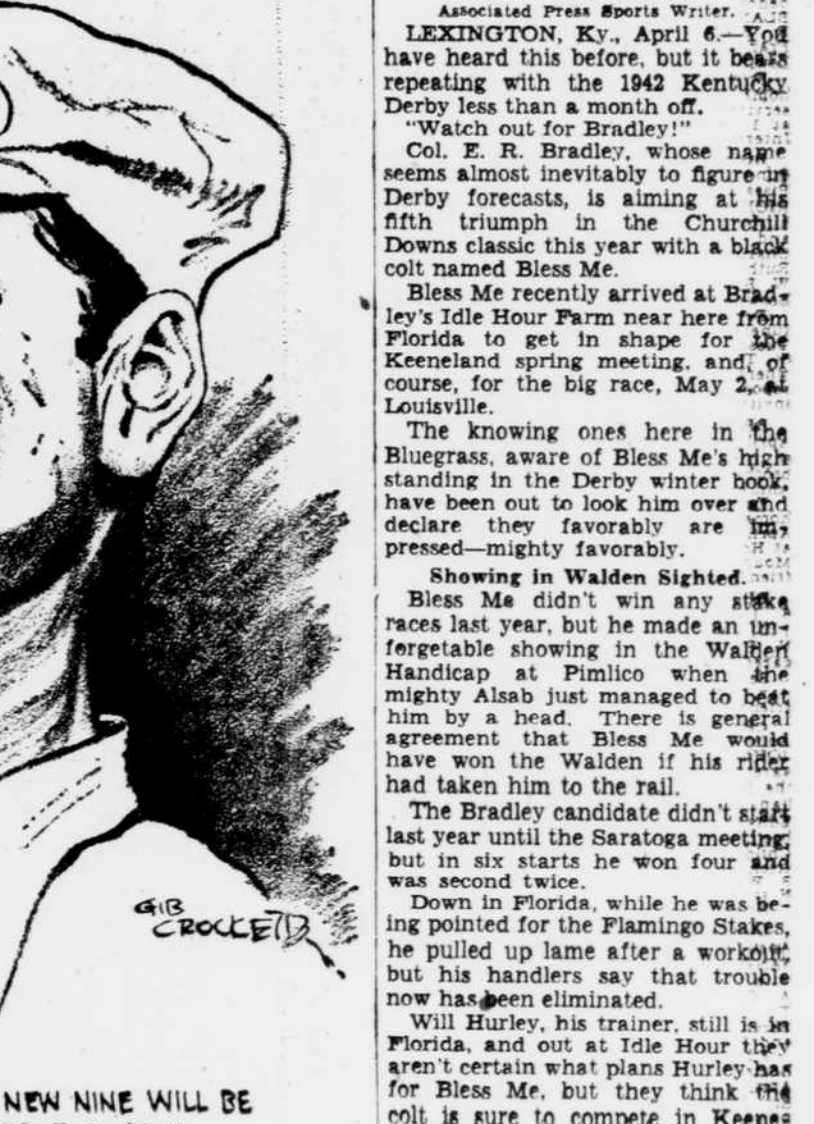 Associated Press Sports Writer.
LEXINGTON, Ky., April 6.—You
have heard this before, but it bears
repeating with the 1942 Kentucky
Derby less than a month off.
"Watch out for Bradley!"
Col. E. R. Bradley, whose name
seems almost inevitably to figure in
Derby forecasts, is aiming at his
fifth triumph in the Churchill
Downs classic this year with a black
colt named Bless Me.
Bless Me recently arrived at Brad-
ley's Idle Hour Farm near here from
Florida to get in shape for the
Keeneland spring meeting, and, of
course, for the big race, May 2, at
Louisville.
The knowing ones here in the
Bluegrass, aware of Bless Me's high
standing in the Derby winter book,
have been out to look him over and
declare they favorably are im-
pressed—mighty favorably.
Showing in Walden Sighted.
Bless Me didn't win any stake
races last year, but he made an un-
forgetable showing in the Walden
Handicap at Pimlico when the
mighty Alsab just managed to beat
him by a head. There is general
agreement that Bless Me would
have won the Walden if his rider
had taken him to the rail.
The Bradley candidate didn't start
last year until the Saratoga meeting,
but in six starts he won four and
was second twice.
Down in Florida, while he was be-
ing pointed for the Flamingo Stakes,
he pulled up lame after a workout,
but his handlers say that trouble
now has been eliminated.
Will Hurley, his trainer, still is in
Florida, and out at Idle Hour they
aren't certain what plans Hurley has
for Bless Me, but they think the
colt is sure to compete in Keene-
GIB
CROCKETT
NEW NINE WILL BE